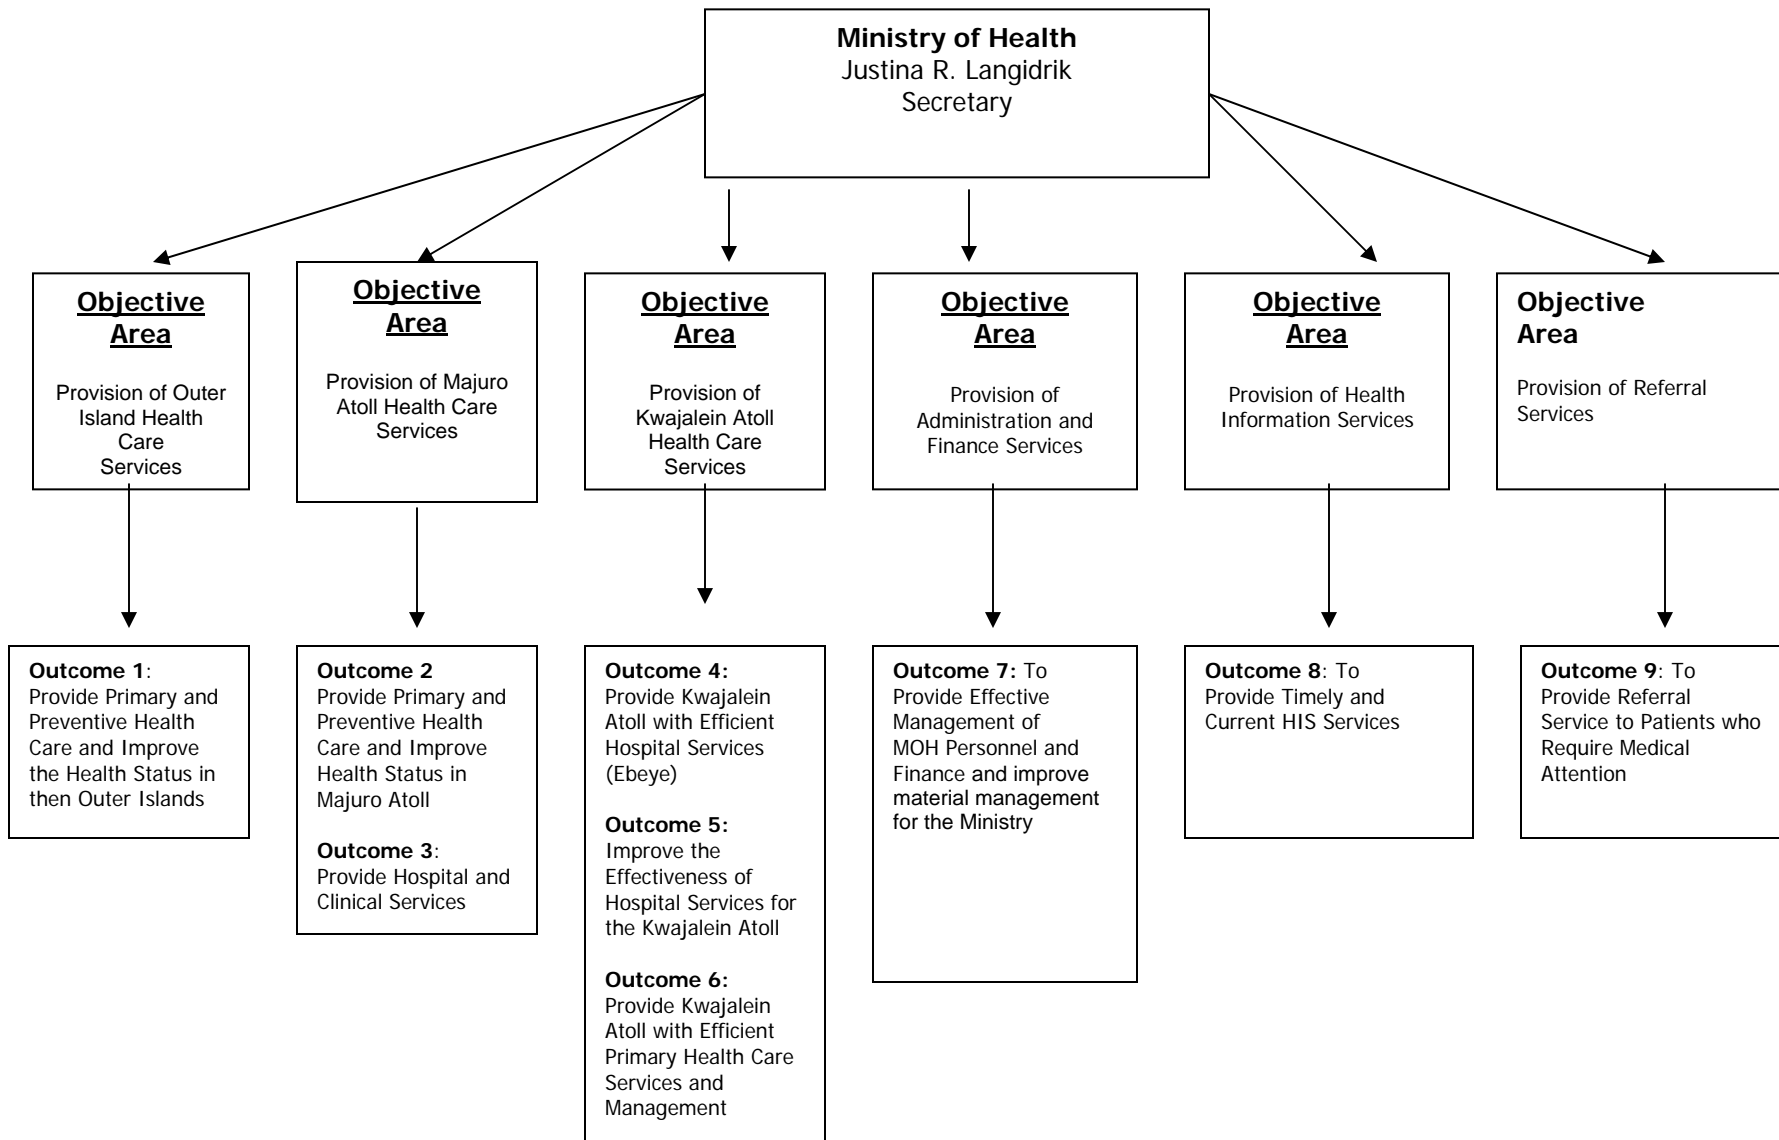 Ministry of Health
Justina R. Langidrik
Secretary
Objective
Area
Provision of Outer
Island Health
Care
Services
Objective
Area
Provision of Majuro
Atoll Health Care
Services
Objective
Area
Provision of
Kwajalein Atoll
Health Care
Services
Objective
Area
Provision of
Administration and
Finance Services
Objective
Area
Provision of Health
Information Services
Objective
Area
Provision of Referral
Services
Outcome 1:
Provide Primary and
Preventive Health
Care and Improve
the Health Status in
then Outer Islands
Outcome 2
Provide Primary and
Preventive Health
Care and Improve
Health Status in
Majuro Atoll
Outcome 3:
Provide Hospital and
Clinical Services
Outcome 4:
Provide Kwajalein
Atoll with Efficient
Hospital Services
(Ebeye)
Outcome 5:
Improve the
Effectiveness of
Hospital Services for
the Kwajalein Atoll
Outcome 6:
Provide Kwajalein
Atoll with Efficient
Primary Health Care
Services and
Management
Outcome 7: To
Provide Effective
Management of
MOH Personnel and
Finance and improve
material management
for the Ministry
Outcome 8: To
Provide Timely and
Current HIS Services
Outcome 9: To
Provide Referral
Service to Patients who
Require Medical
Attention